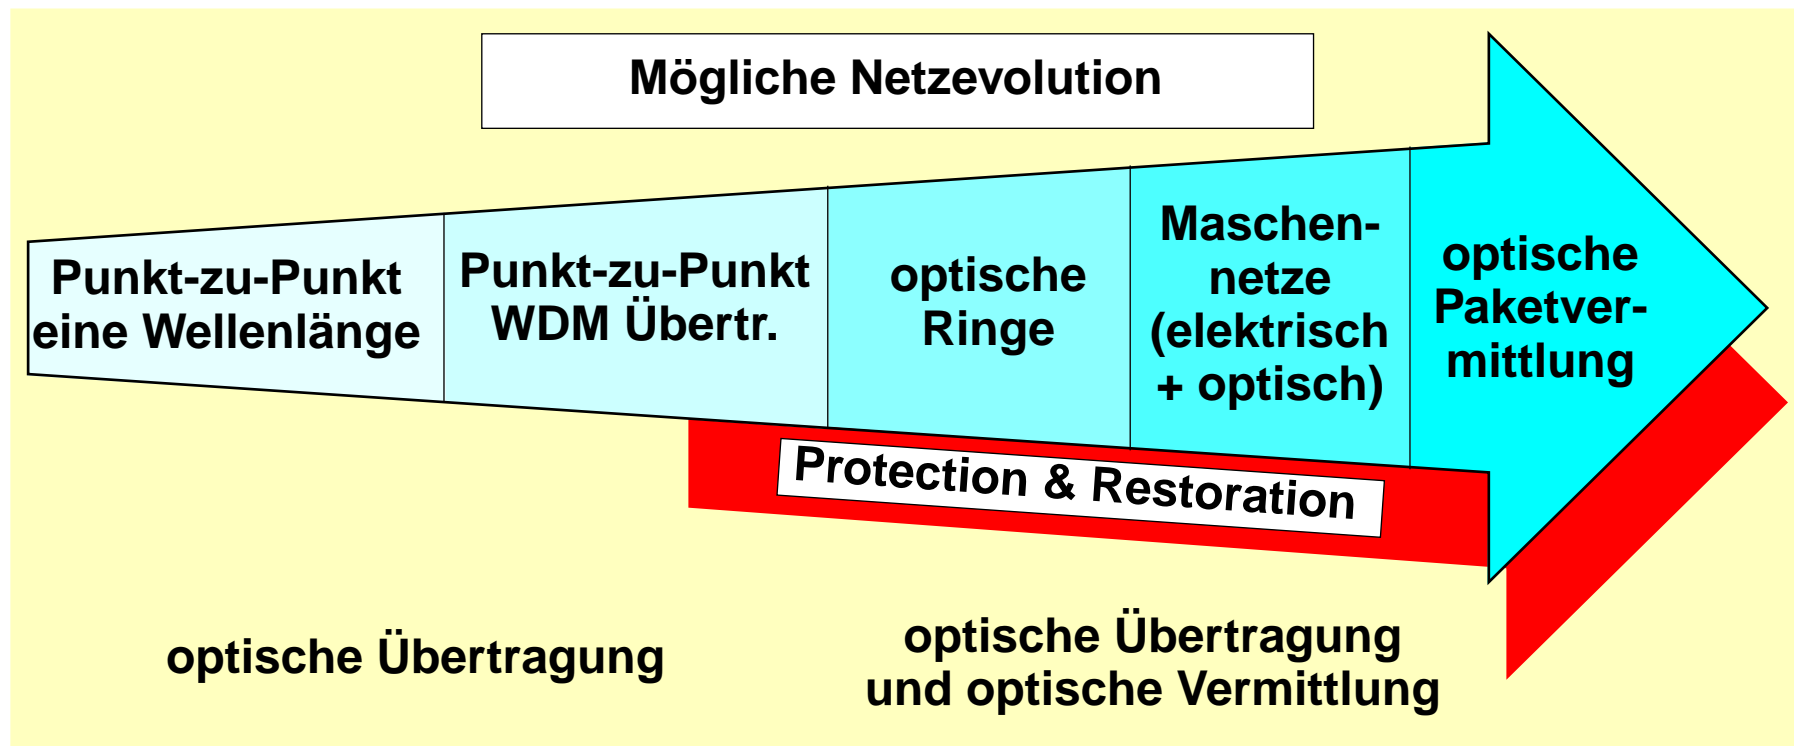 Mögliche Netzevolution
Punkt-zu-Punkt
eine Wellenlänge
Punkt-zu-Punkt
WDM Übertr.
optische
Ringe
Maschen-
netze
(elektrisch
+ optisch)
optische
Paketver-
mittlung
Protection & Restoration
optische Übertragung
optische Übertragung
und optische Vermittlung